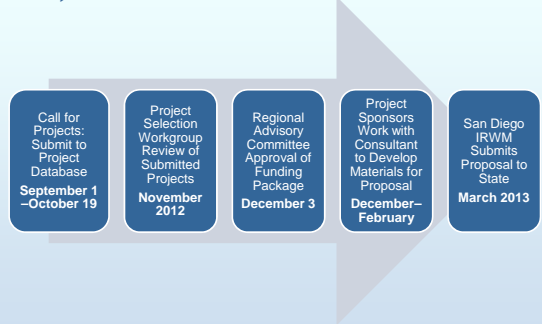 Call for
Projects:
Submit to
Project
Database
September 1
–October 19
Project
Selection
Workgroup
Review of
Submitted
Projects
November
2012
Regional
Advisory
Committee
Approval of
Funding
Package
December 3
Project
Sponsors
Work with
Consultant
to Develop
Materials for
Proposal
December–
February
San Diego
IRWM
Submits
Proposal to
State
March 2013